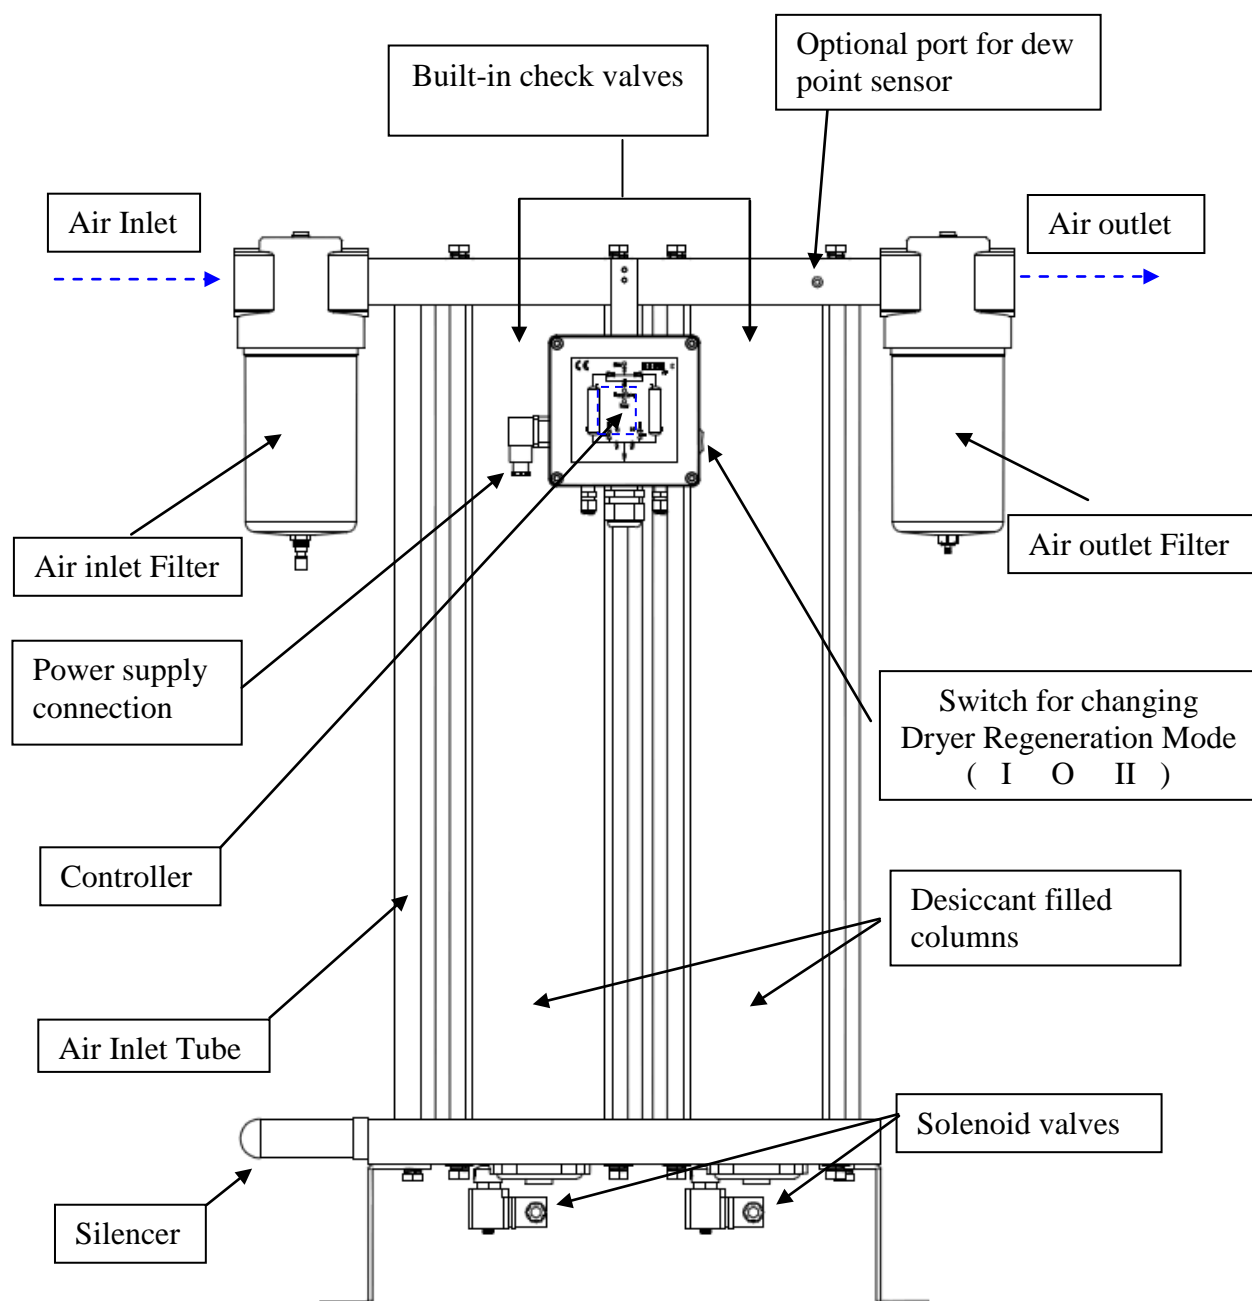 Optional port for dew
point sensor
Built-in check valves
Air Inlet
Air outlet
CE
Air inlet Filter
Air outlet Filter
Power supply
connection
Switch for changing
Dryer Regeneration Mode
( I O II )
Controller
Desiccant filled
columns
Air Inlet Tube
Solenoid valves
Silencer